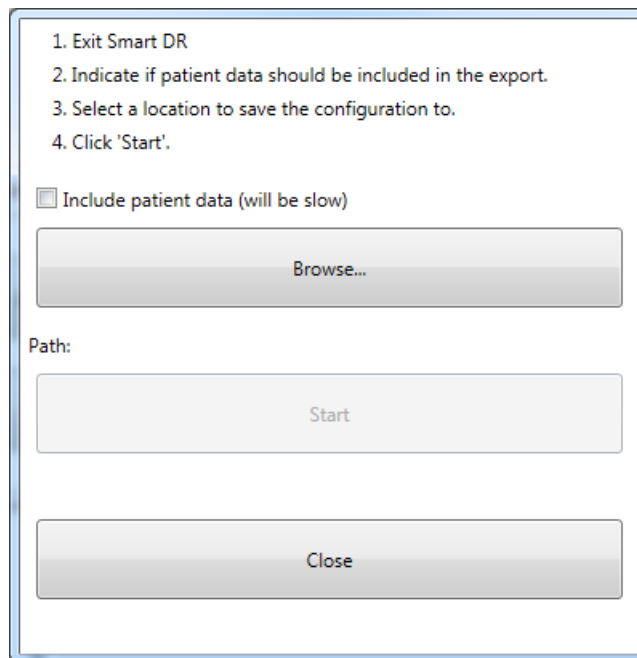 1. Exit Smart DR
2. Indicate if patient data should be included in the export.
3. Select a location to save the configuration to.
4. Click 'Start'.
Include patient data (will be slow)
Browse...
Path:
Start
Close